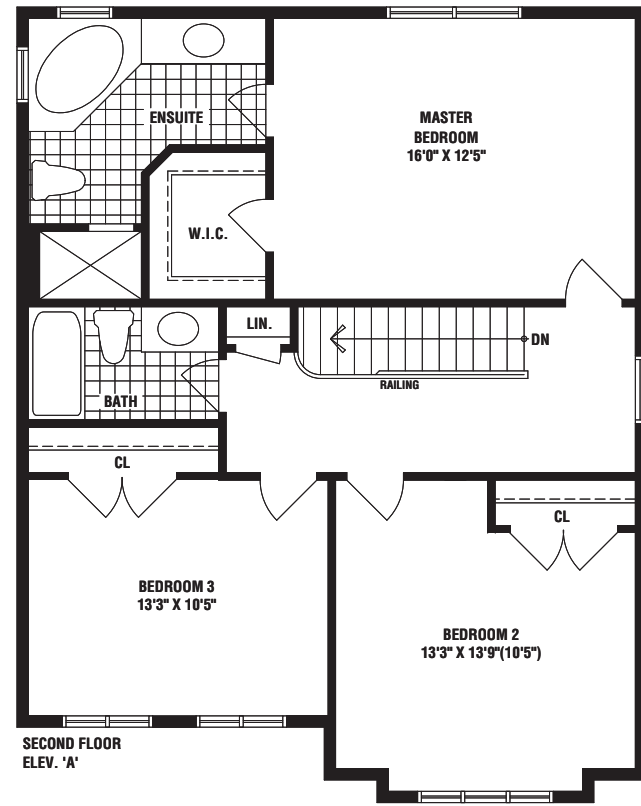 ENSUITE
MASTER
BEDROOM
16'0" X 12'5"
W.I.C.
LIN.
DN
RAILING
BATH
CL
CL
BEDROOM 3
13'3" X 10'5"
BEDROOM 2
13'3" X 13'9"(10'5")
SECOND FLOOR
ELEV. 'A'